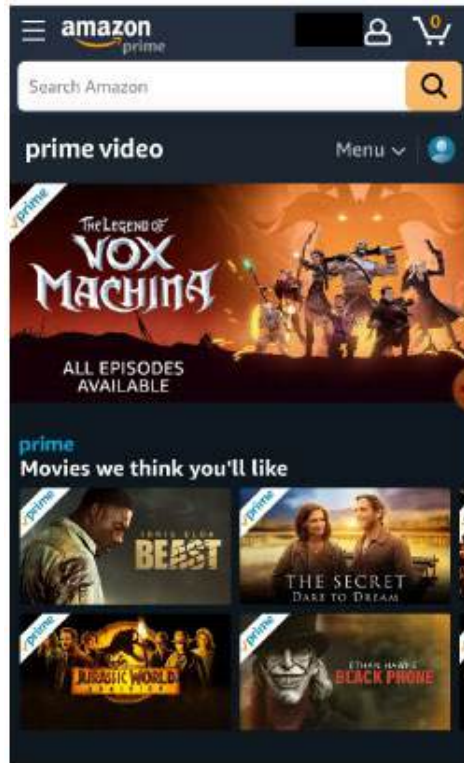 amazon
prime
0
Search Amazon
prime video
Menu
prime
THE LEGEND OF
VOX
MACHINA
ALL EPISODES
AVAILABLE
prime
Movies we think you'll like
prime
IDRIS ELBA
BEAST
prime
THE SECRET
DARE TO DREAM
prime
JURASSIC WORLD
DOMINION
prime
ETHAN HAWKE
BLACK PHONE